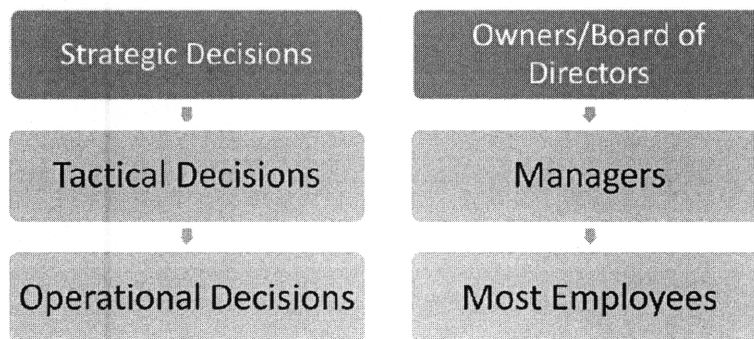 Strategic Decisions
Owners/Board of
Directors
Tactical Decisions
Managers
Operational Decisions
Most Employees